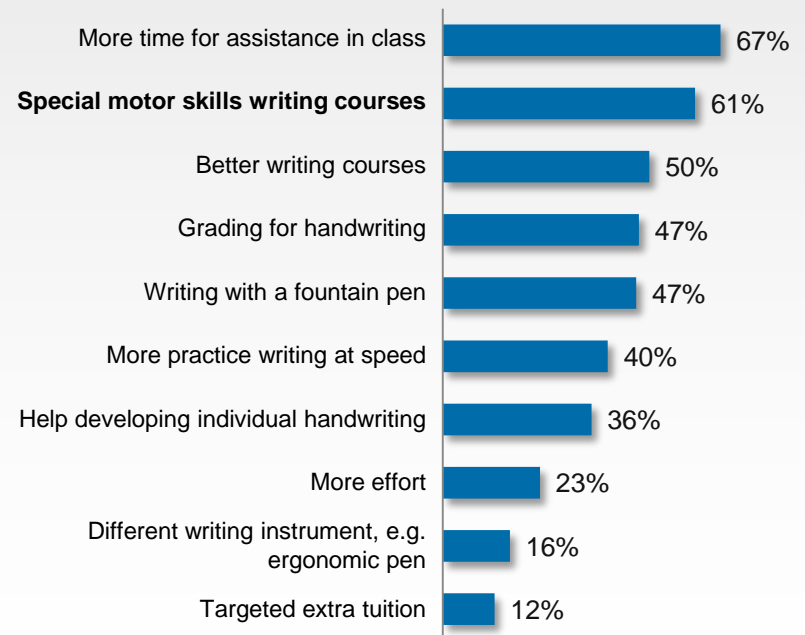 More time for assistance in class 67%
Special motor skills writing courses 61%
Better writing courses 50%
Grading for handwriting 47%
Writing with a fountain pen 47%
More practice writing at speed 40%
Help developing individual handwriting 36%
More effort 23%
Different writing instrument, e.g.
ergonomic pen 16%
Targeted extra tuition 12%